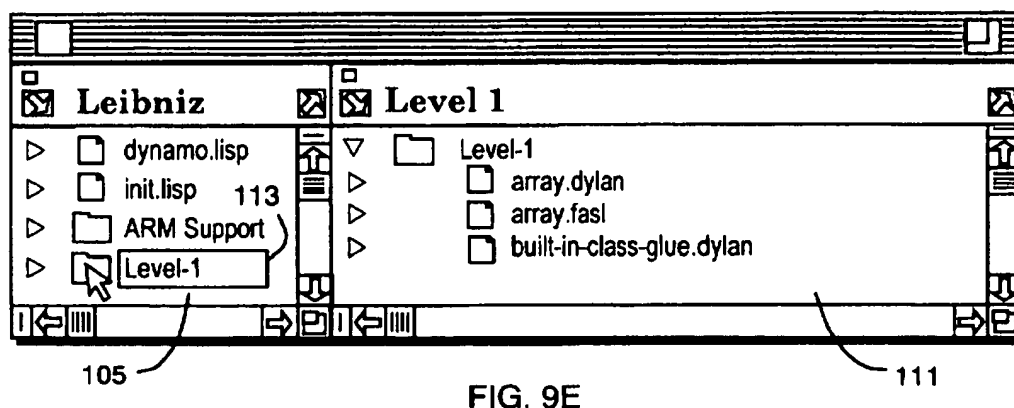 Leibniz
dynamo.lisp
init.lisp
113
ARM Support
Level-1
Level 1
Level-1
array.dylan
array.fasl
built-in-class-glue.dylan
105
111
FIG. 9E